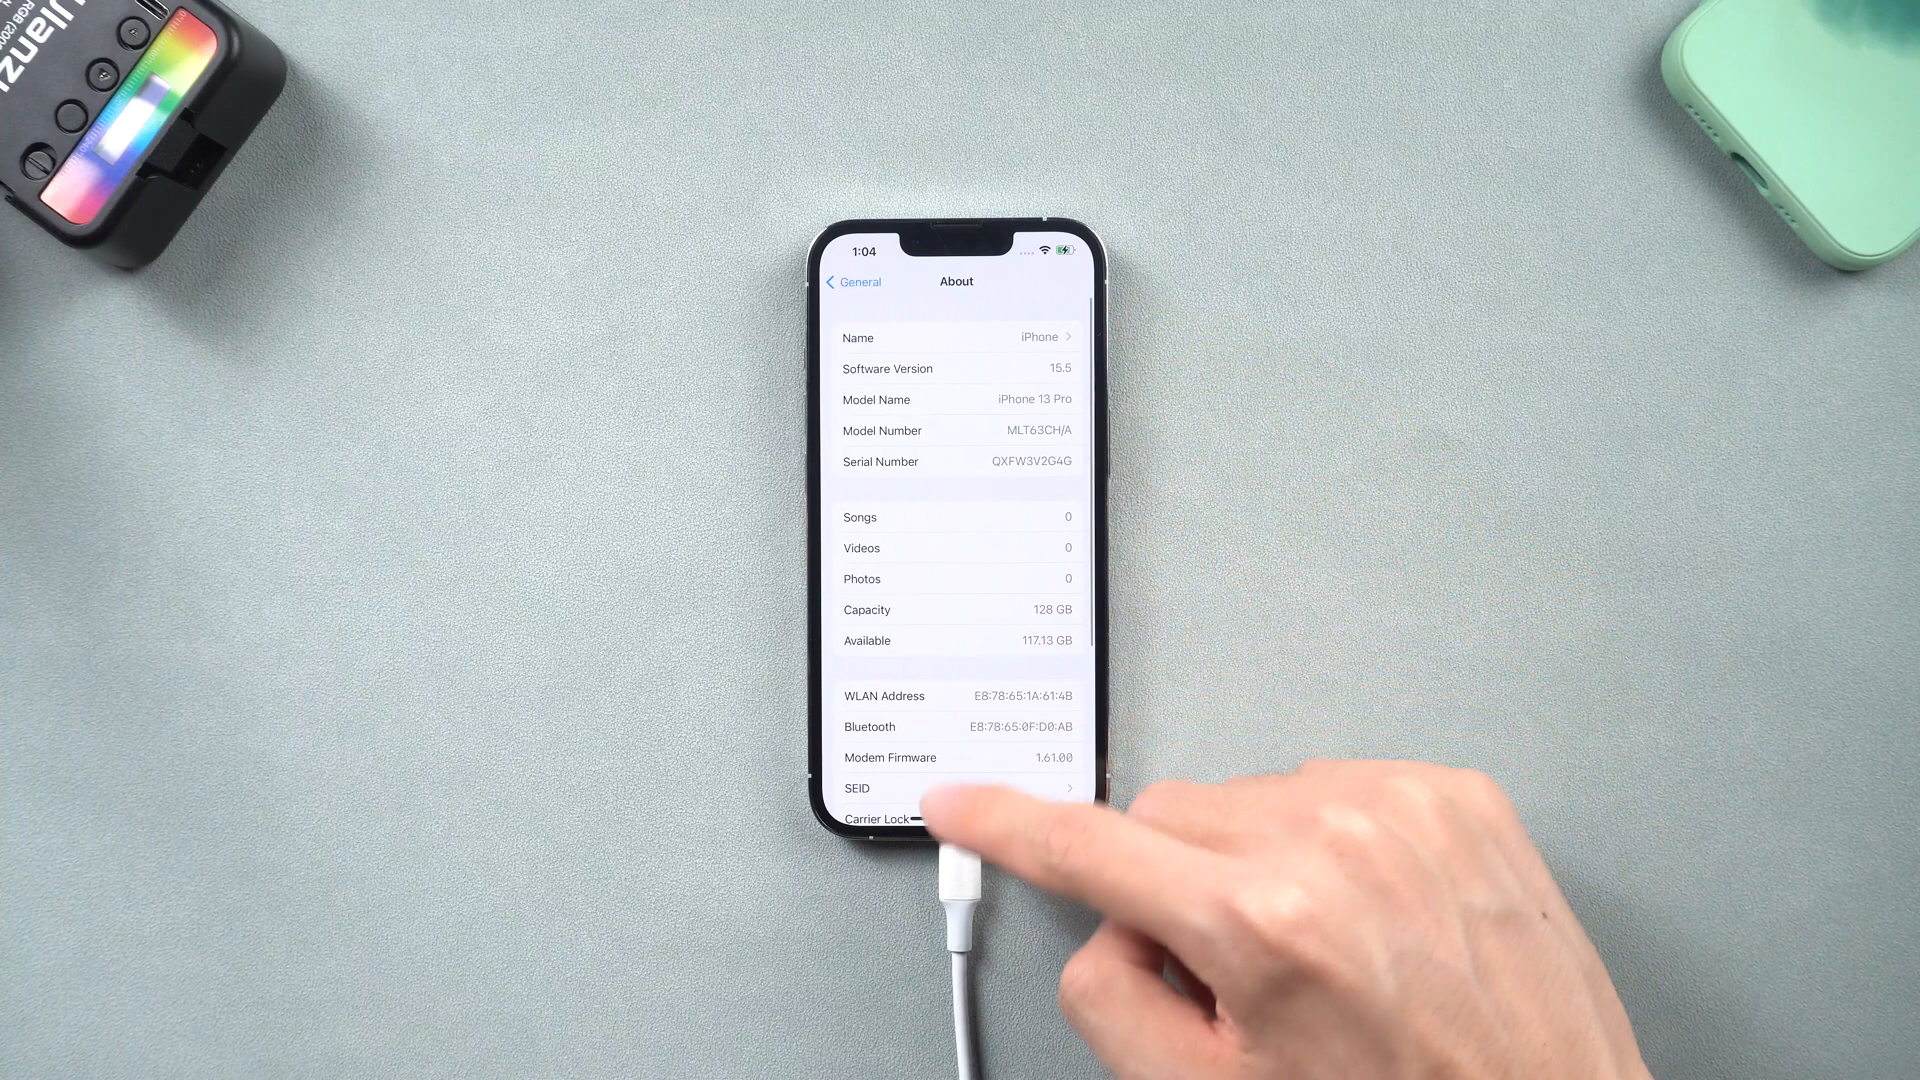 Ulanzi
1:04
General
About
Name iPhone
Software Version 15.5
Model Name iPhone 13 Pro
Model Number MLT63CH/A
Serial Number QXFW3V2G4G
Songs 0
Videos 0
Photos 0
Capacity 128 GB
Available 117.13 GB
WLAN Address E8:78:65:1A:61:4B
Bluetooth E8:78:65:0F:D0:AB
Modem Firmware 1.61.00
SEID
Carrier Lock